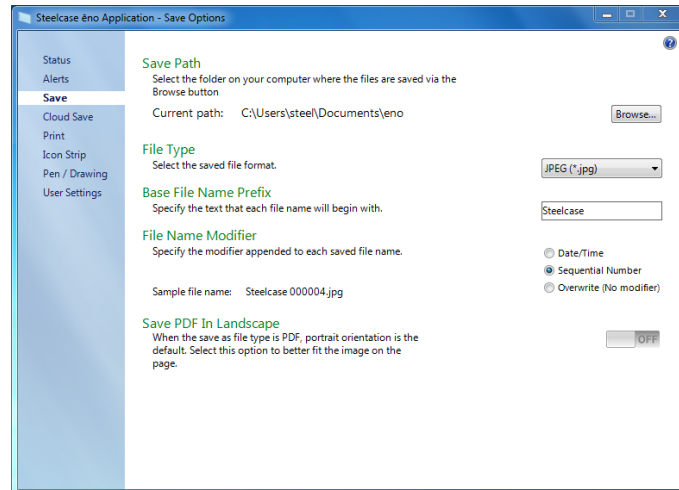 Steelcase ēno Application - Save Options
Status
Alerts
Save
Cloud Save
Print
Icon Strip
Pen / Drawing
User Settings
Save Path
Select the folder on your computer where the files are saved via the
Browse button
Current path: C:\Users\steel\Documents\eno
Browse...
File Type
Select the saved file format.
JPEG (*.jpg)
Base File Name Prefix
Specify the text that each file name will begin with.
Steelcase
File Name Modifier
Specify the modifier appended to each saved file name.
Date/Time
Sequential Number
Overwrite (No modifier)
Sample file name: Steelcase 000004.jpg
Save PDF In Landscape
When the save as file type is PDF, portrait orientation is the
default. Select this option to better fit the image on the
page.
OFF